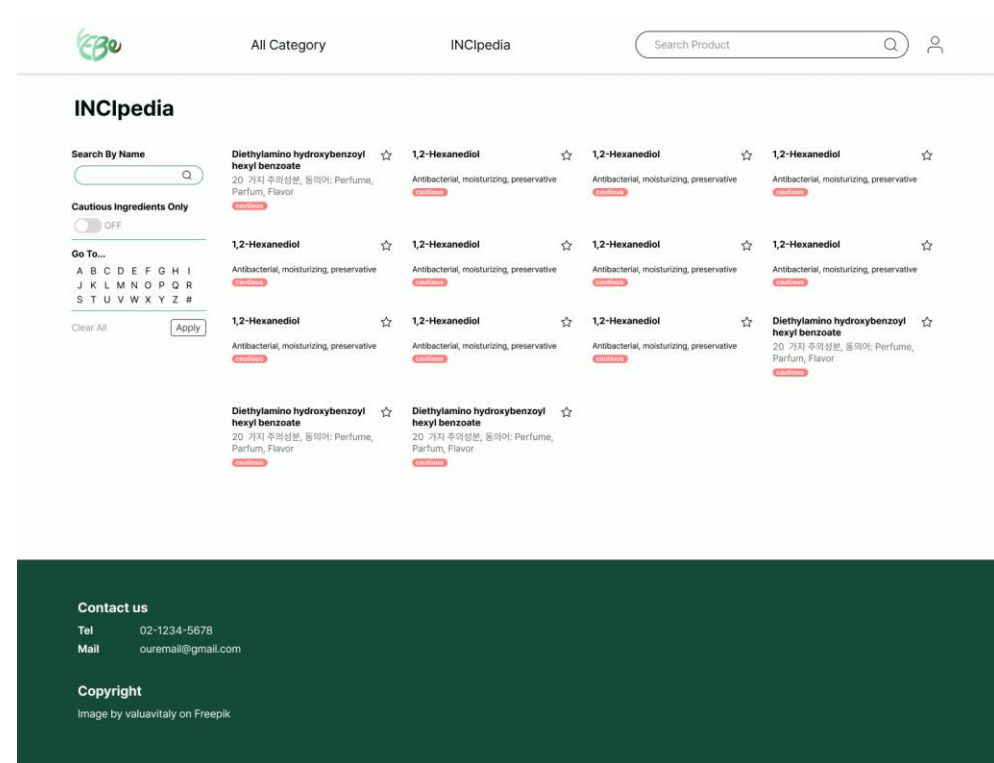 EBe
All Category
INCIpedia
Search Product
INCIpedia
Search By Name
Cautious Ingredients Only
OFF
Go To...
A B C D E F G H I
J K L M N O P Q R
S T U V W X Y Z #
Clear All
Apply
Diethylamino hydroxybenzoyl
hexyl benzoate
20 가지 주의성분, 동의어: Perfume,
Parfum, Flavor
cautious
1,2-Hexanediol
Antibacterial, moisturizing, preservative
cautious
1,2-Hexanediol
Antibacterial, moisturizing, preservative
cautious
1,2-Hexanediol
Antibacterial, moisturizing, preservative
cautious
1,2-Hexanediol
Antibacterial, moisturizing, preservative
cautious
1,2-Hexanediol
Antibacterial, moisturizing, preservative
cautious
1,2-Hexanediol
Antibacterial, moisturizing, preservative
cautious
1,2-Hexanediol
Antibacterial, moisturizing, preservative
cautious
1,2-Hexanediol
Antibacterial, moisturizing, preservative
cautious
1,2-Hexanediol
Antibacterial, moisturizing, preservative
cautious
1,2-Hexanediol
Antibacterial, moisturizing, preservative
cautious
Diethylamino hydroxybenzoyl
hexyl benzoate
20 가지 주의성분, 동의어: Perfume,
Parfum, Flavor
cautious
Diethylamino hydroxybenzoyl
hexyl benzoate
20 가지 주의성분, 동의어: Perfume,
Parfum, Flavor
cautious
Diethylamino hydroxybenzoyl
hexyl benzoate
20 가지 주의성분, 동의어: Perfume,
Parfum, Flavor
cautious
Contact us
Tel 02-1234-5678
Mail ouremail@gmail.com
Copyright
Image by valuavitaly on Freepik